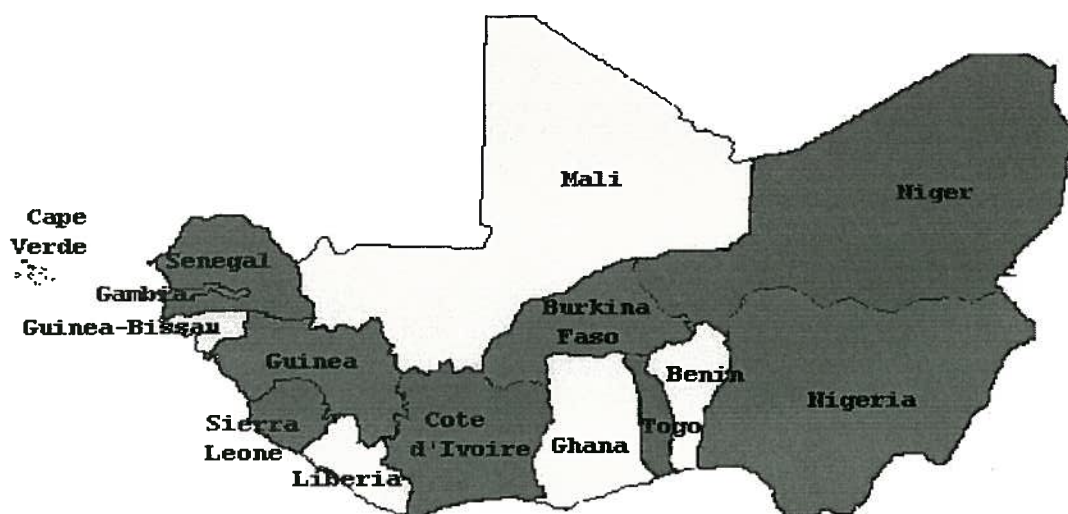 Mali
Niger
Cape
Verde
Senegal
Gambia
Guinea-Bissau
Burkina
Faso
Guinea
Benin
Nigeria
Sierra
Leone
Cote
d'Ivoire
Togo
Ghana
Liberia